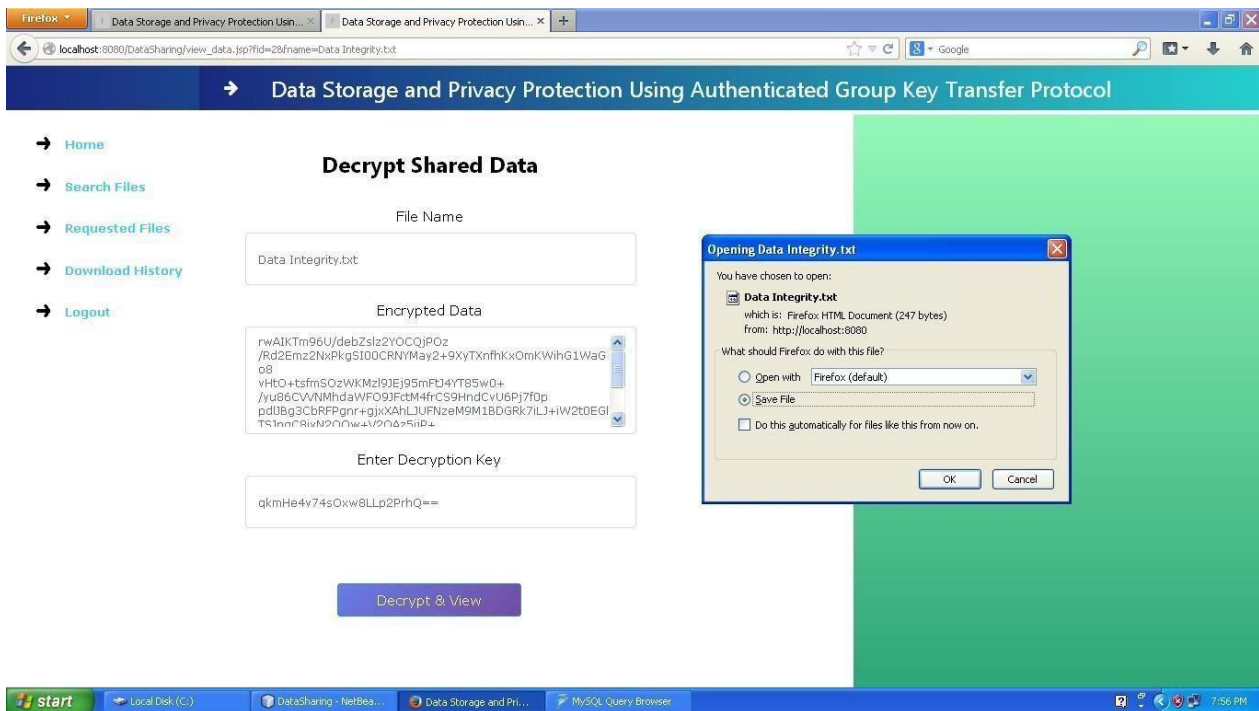 Firefox
Data Storage and Privacy Protection Usin...
Data Storage and Privacy Protection Usin...
localhost:8080/DataSharing/view_data.jsp?fid=2&fname=Data Integrity.txt
Google
Data Storage and Privacy Protection Using Authenticated Group Key Transfer Protocol
Home
Search Files
Requested Files
Download History
Logout
Decrypt Shared Data
File Name
Data Integrity.txt
Encrypted Data
rwAIKTm96U/debZslz2YOCQjPOz
/Rd2Emz2NxPkgSI00CRNYMay2+9XyTXnfhKxOmKWihG1WaG
o8
vHtO+tsfmSOzWKMzl9JEj95mFtJ4YT85w0+
/yu86CVVNMhdaWFO9JFctM4frCS9HndCvU6Pj7f0p
pdlJBg3CbRFPgnr+gjxXAhLJUFNzeM9M1BDGRk7iLJ+iW2t0EGl
Enter Decryption Key
qkmHe4v74sOxw8LLp2PrhQ==
Decrypt & View
Opening Data Integrity.txt
You have chosen to open:
Data Integrity.txt
which is: Firefox HTML Document (247 bytes)
from: http://localhost:8080
What should Firefox do with this file?
Open with Firefox (default)
Save File
Do this automatically for files like this from now on.
OK
Cancel
start
Local Disk (C:)
DataSharing - NetBea...
Data Storage and Pri...
MySQL Query Browser
7:56 PM